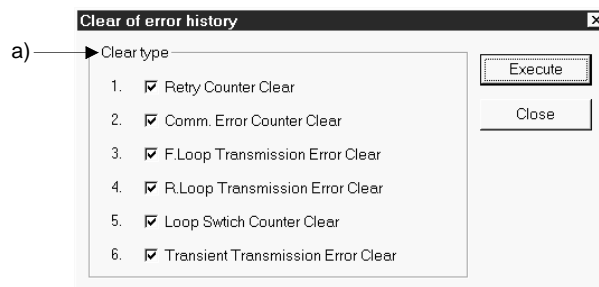 Clear of error history
a)
Clear type
Execute
1. Retry Counter Clear
Close
2. Comm. Error Counter Clear
3. F.Loop Transmission Error Clear
4. R.Loop Transmission Error Clear
5. Loop Swtich Counter Clear
6. Transient Transmission Error Clear